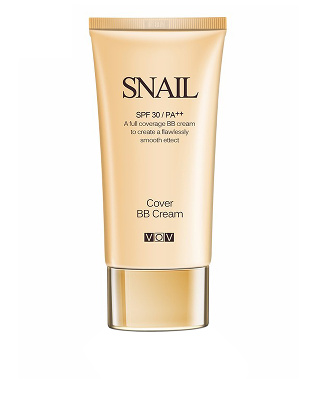 SNAIL
SPF 30 / PA++
A full coverage BB cream
to create a flawlessly
smooth effect
Cover
BB Cream
VOV